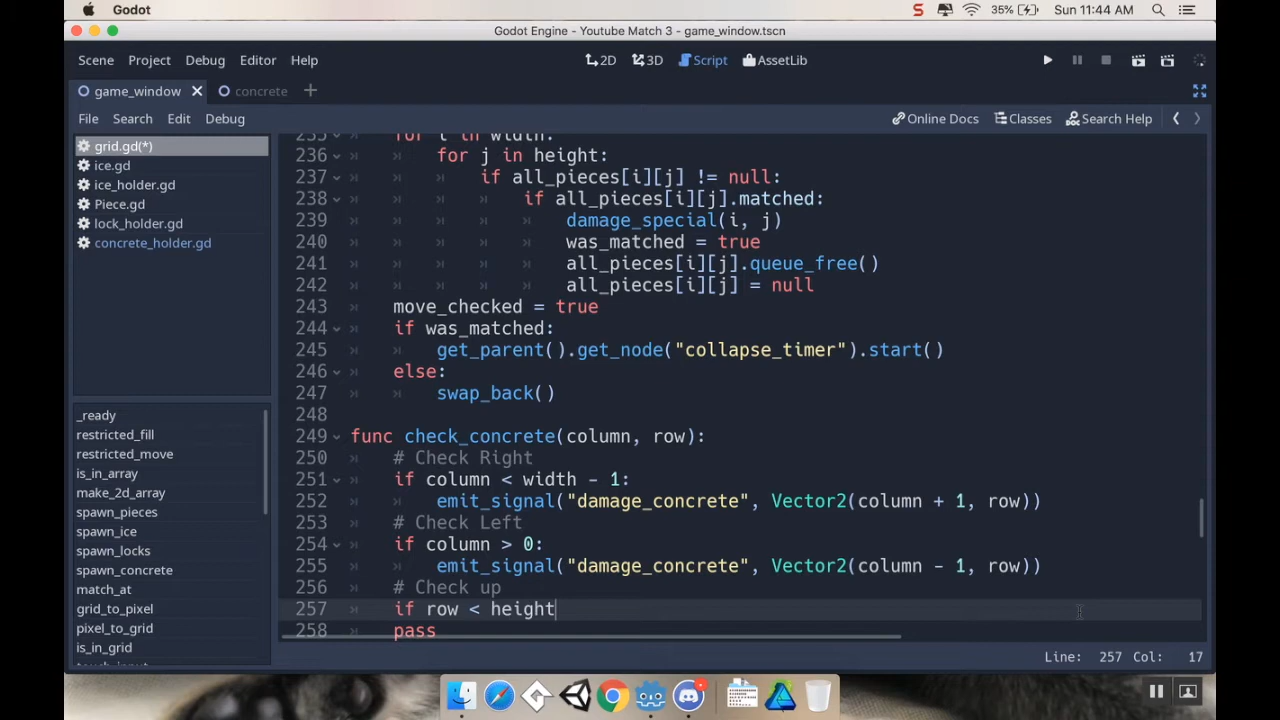 Godot
35%
Sun 11:44 AM
Godot Engine - Youtube Match 3 - game_window.tscn
Scene Project Debug Editor Help
2D 3D Script AssetLib
game_window concrete
File Search Edit Debug
Online Docs Classes Search Help
grid.gd(*)
ice.gd
ice_holder.gd
Piece.gd
lock_holder.gd
concrete_holder.gd
_ready
restricted_fill
restricted_move
is_in_array
make_2d_array
spawn_pieces
spawn_ice
spawn_locks
spawn_concrete
match_at
grid_to_pixel
pixel_to_grid
is_in_grid
touch_input
235 for i in width:
236 for j in height:
237 if all_pieces[i][j] != null:
238 if all_pieces[i][j].matched:
239 damage_special(i, j)
240 was_matched = true
241 all_pieces[i][j].queue_free()
242 all_pieces[i][j] = null
243 move_checked = true
244 if was_matched:
245 get_parent().get_node("collapse_timer").start()
246 else:
247 swap_back()
248
249 func check_concrete(column, row):
250 # Check Right
251 if column < width - 1:
252 emit_signal("damage_concrete", Vector2(column + 1, row))
253 # Check Left
254 if column > 0:
255 emit_signal("damage_concrete", Vector2(column - 1, row))
256 # Check up
257 if row < height
258 pass
Line: 257 Col: 17